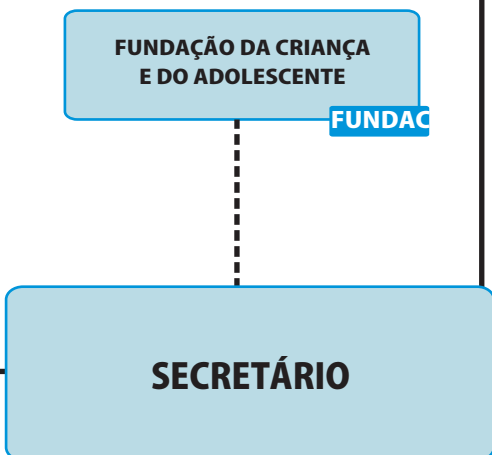 FUNDAÇÃO DA CRIANÇA
E DO ADOLESCENTE
FUNDAC
SECRETÁRIO